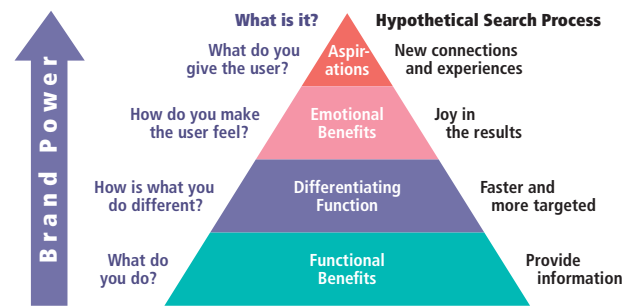 What is it?
Hypothetical Search Process
What do you
give the user?
Aspir-
ations
New connections
and experiences
How do you make
the user feel?
Emotional
Benefits
Joy in
the results
How is what you
do different?
Differentiating
Function
Faster and
more targeted
What do
you do?
Functional
Benefits
Provide
information
Brand Power